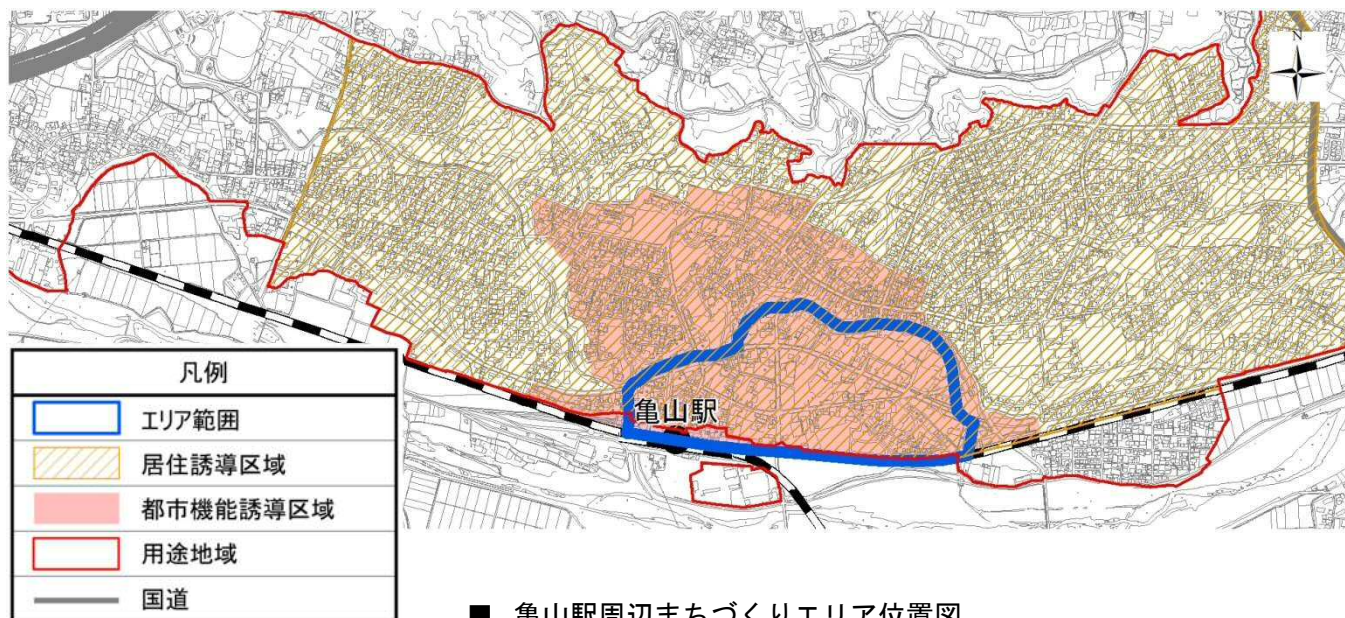 N
亀山駅
凡例
エリア範囲
居住誘導区域
都市機能誘導区域
用途地域
国道
■ 亀山駅周辺まちづくりエリア位置図